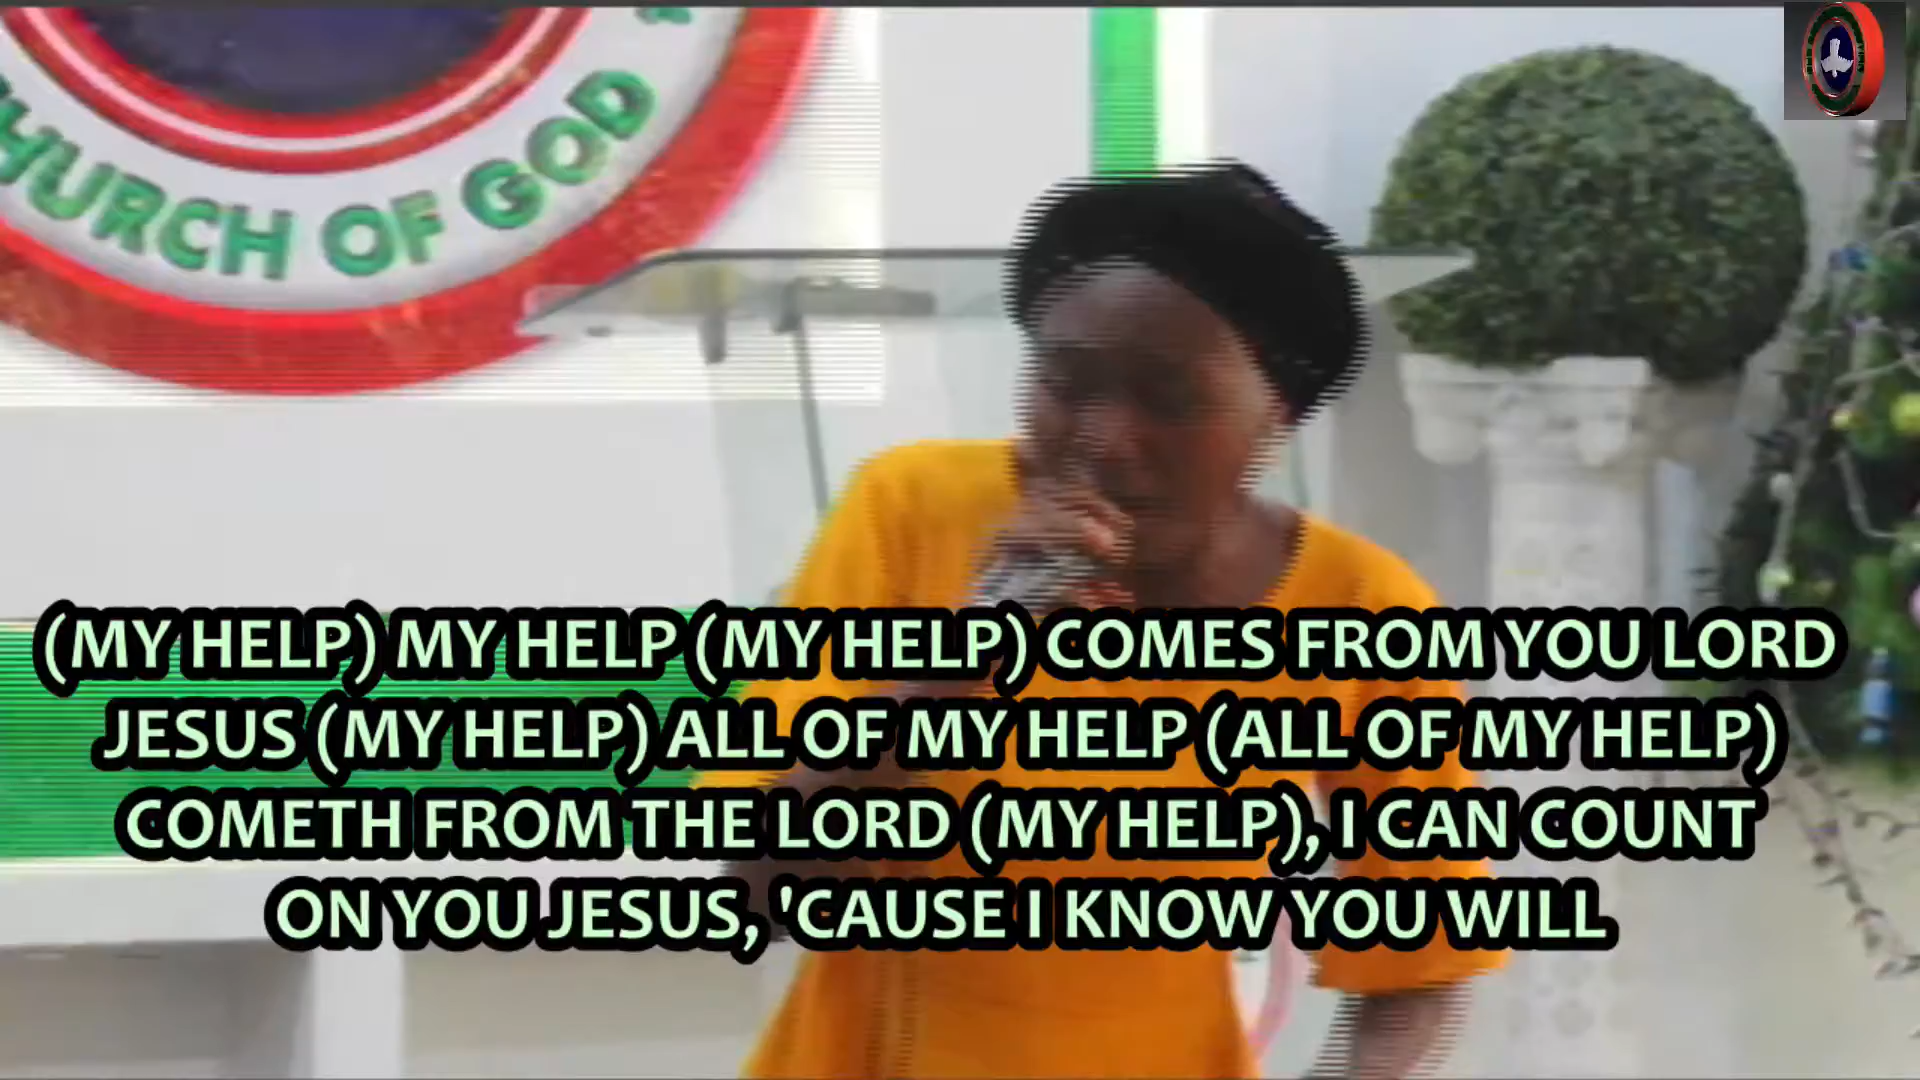 CHURCH OF GOD
(MY HELP) MY HELP (MY HELP) COMES FROM YOU LORD
JESUS (MY HELP) ALL OF MY HELP (ALL OF MY HELP)
COMETH FROM THE LORD (MY HELP), I CAN COUNT
ON YOU JESUS, 'CAUSE I KNOW YOU WILL